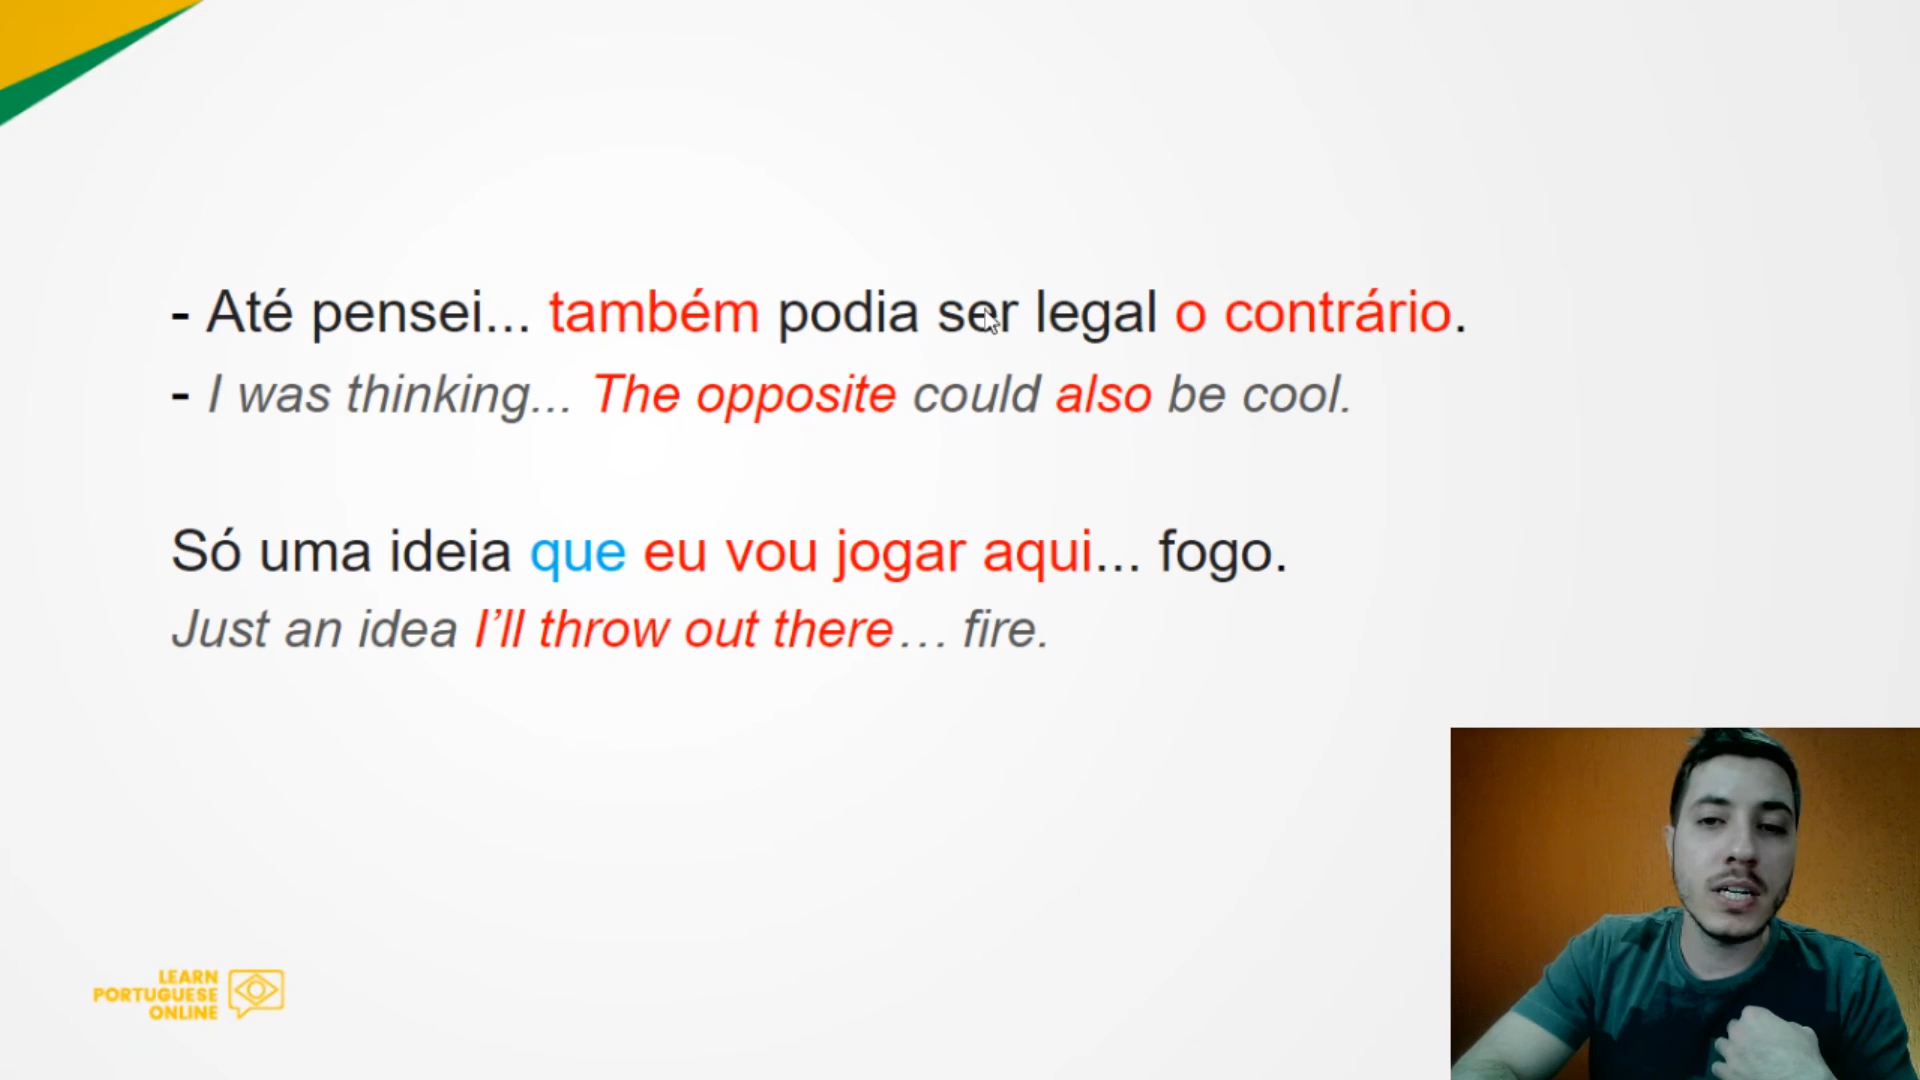 - Até pensei... também podia ser legal o contrário.
- I was thinking... The opposite could also be cool.
Só uma ideia que eu vou jogar aqui... fogo.
Just an idea I’ll throw out there… fire.
LEARN
PORTUGUESE
ONLINE